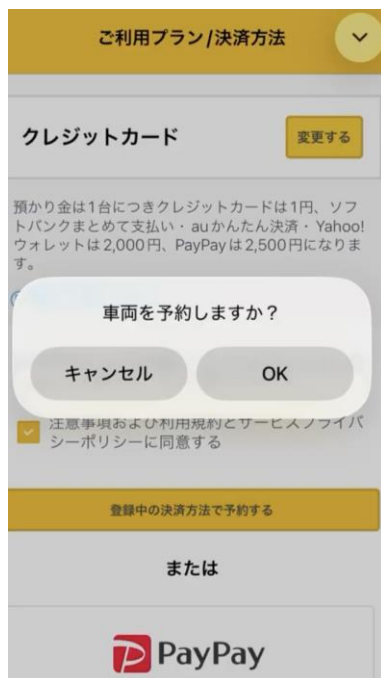 ご利用プラン/決済方法
クレジットカード
変更する
預かり金は1台につきクレジットカードは1円、ソフ
トバンクまとめて支払い・auかんたん決済・Yahoo!
ウォレットは2,000円、PayPayは2,500円になりま
す。
車両を予約しますか？
キャンセル
OK
注意事項および利用規約とサービスプライバ
シーポリシーに同意する
登録中の決済方法で予約する
または
PayPay